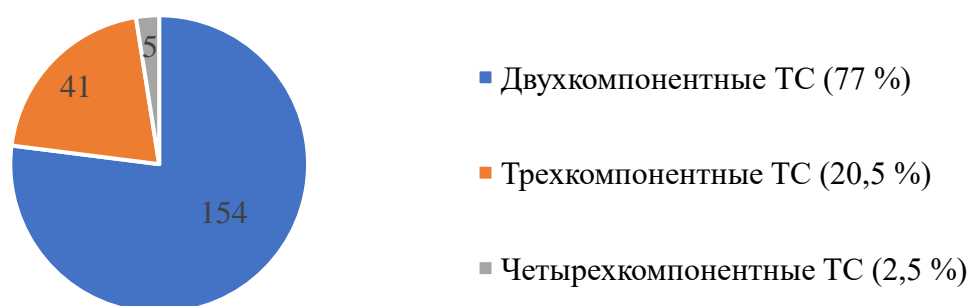 5
41
154
Двухкомпонентные ТС (77 %)
Трехкомпонентные ТС (20,5 %)
Четырехкомпонентные ТС (2,5 %)